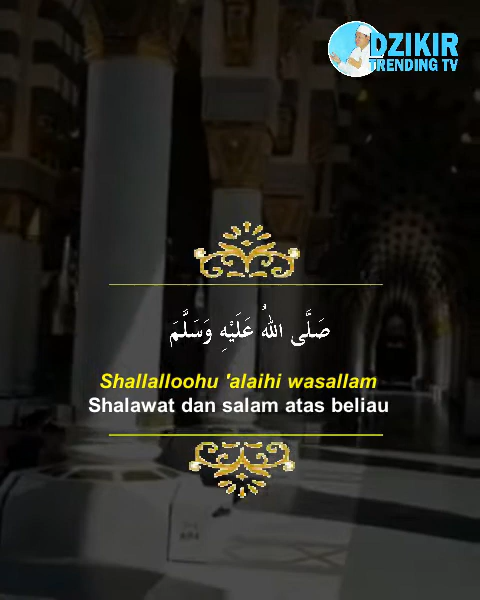 DZIKIR
TRENDING TV
صَلَّى اللهُ عَلَيْهِ وَسَلَّمَ
Shallalloohu 'alaihi wasallam
Shalawat dan salam atas beliau